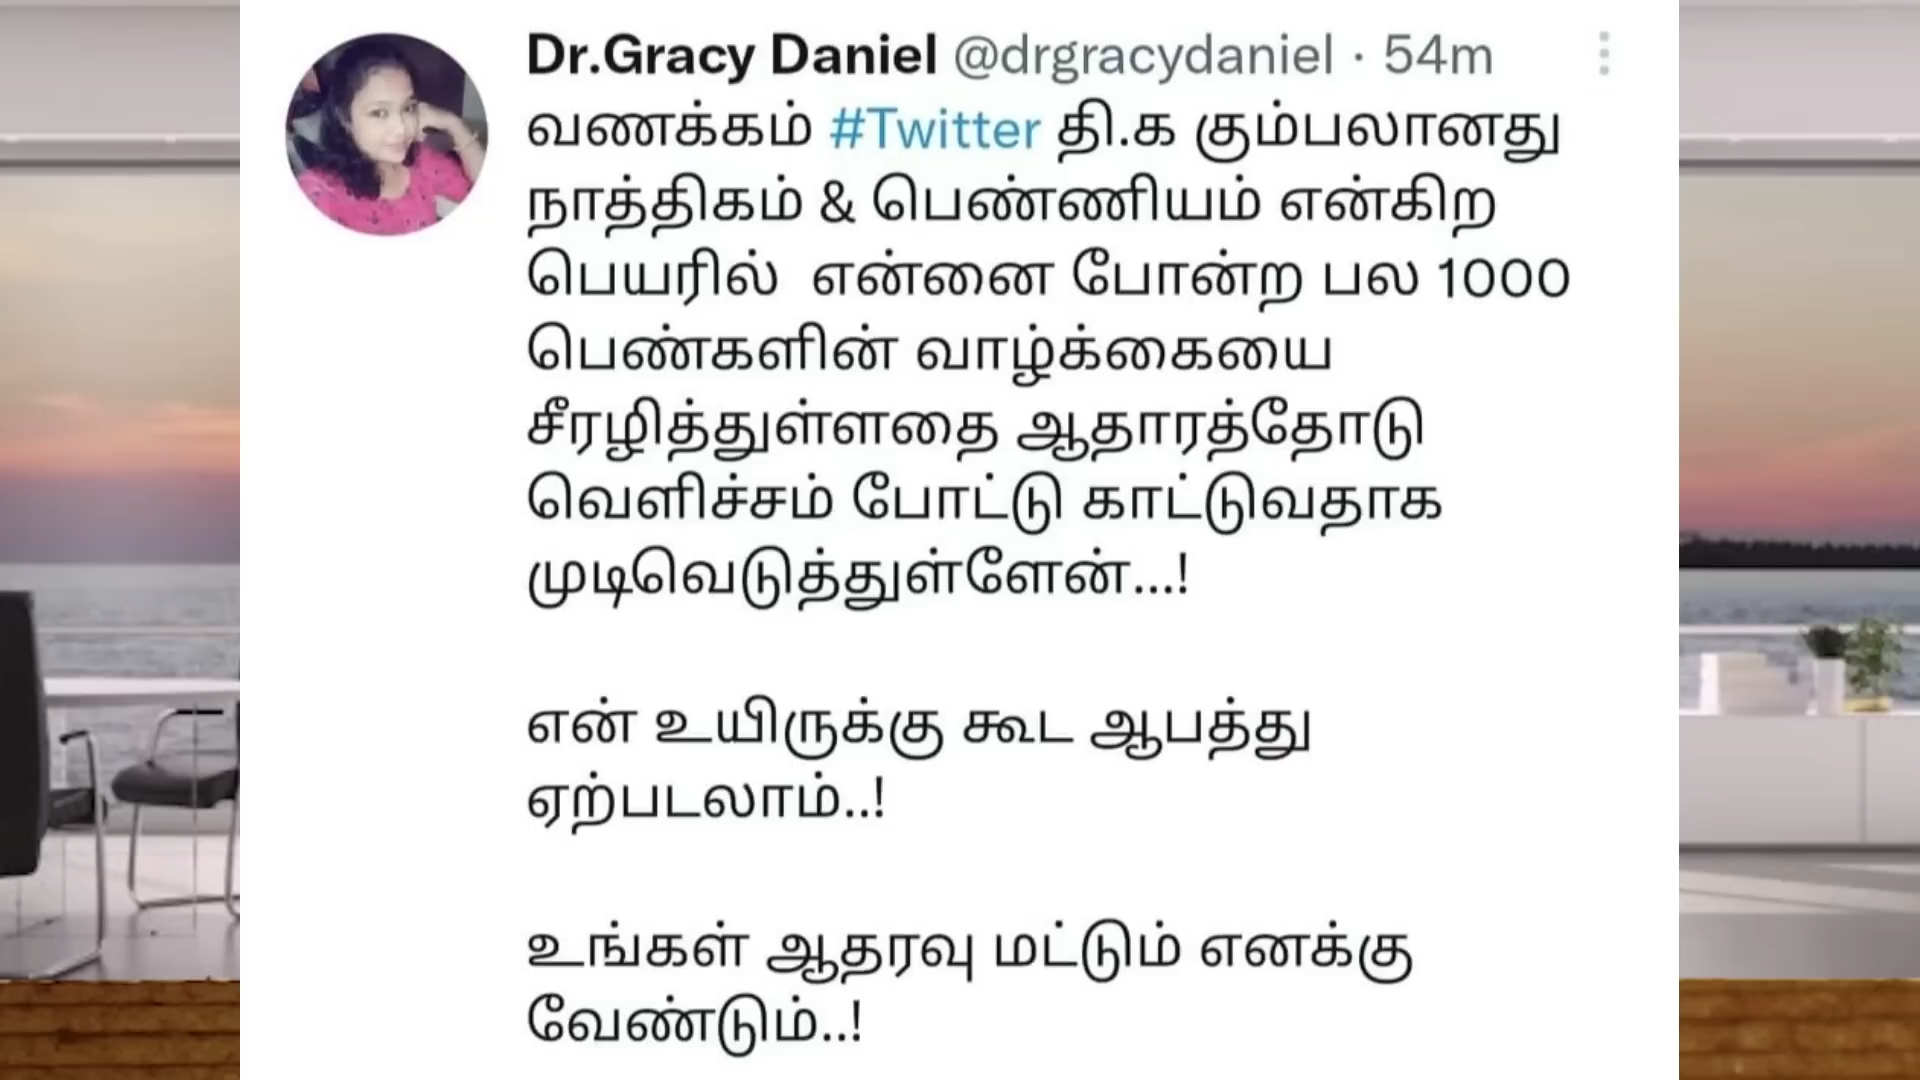 Dr.Gracy Daniel @drgracydaniel · 54m
வணக்கம் #Twitter தி.க கும்பலானது
நாத்திகம் & பெண்ணியம் என்கிற
பெயரில் என்னை போன்ற பல 1000
பெண்களின் வாழ்க்கையை
சீரழித்துள்ளதை ஆதாரத்தோடு
வெளிச்சம் போட்டு காட்டுவதாக
முடிவெடுத்துள்ளேன்...!
என் உயிருக்கு கூட ஆபத்து
ஏற்படலாம்..!
உங்கள் ஆதரவு மட்டும் எனக்கு
வேண்டும்..!